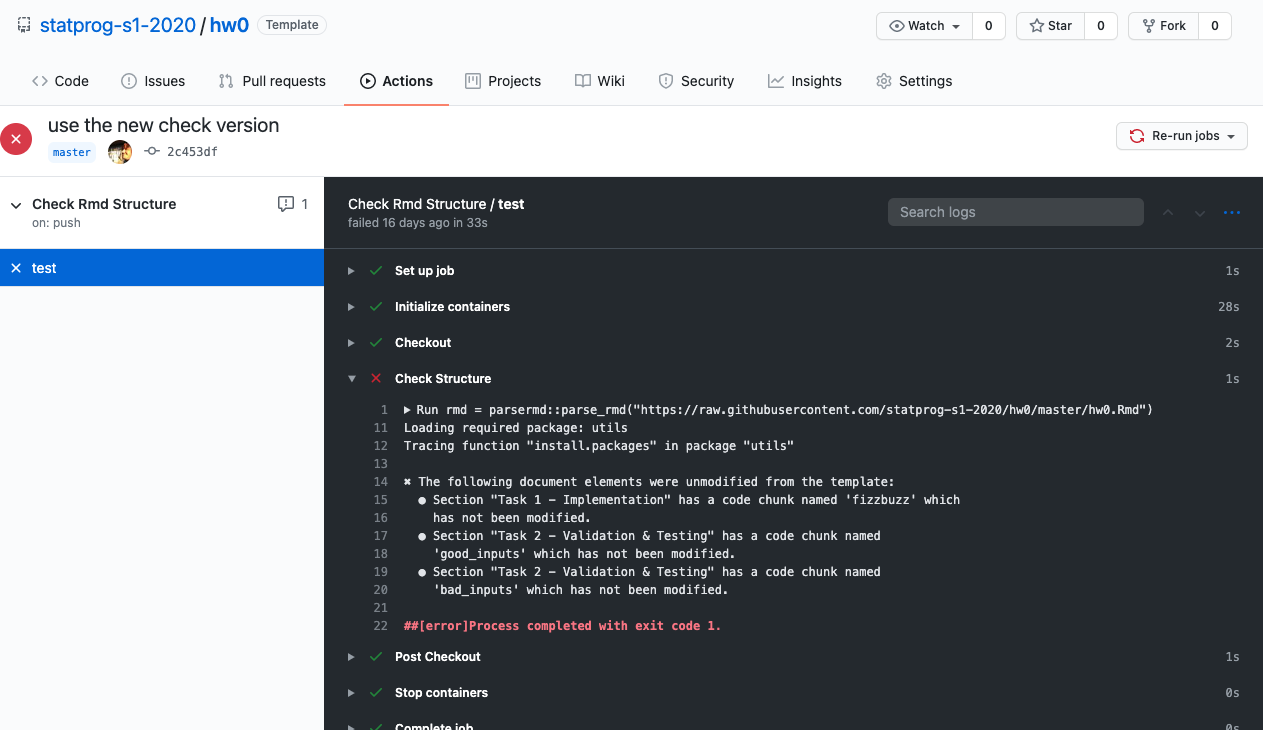 statprog-s1-2020 / hw0 Template
Watch 0 Star 0 Fork 0
Code Issues Pull requests Actions Projects Wiki Security Insights Settings
use the new check version
master 2c453df
Re-run jobs
Check Rmd Structure 1
on: push
test
Check Rmd Structure / test
failed 16 days ago in 33s
Search logs
Set up job 1s
Initialize containers 28s
Checkout 2s
Check Structure 1s
1 Run rmd = parsermd::parse_rmd("https://raw.githubusercontent.com/statprog-s1-2020/hw0/master/hw0.Rmd")
11 Loading required package: utils
12 Tracing function "install.packages" in package "utils"
13
14 ✖ The following document elements were unmodified from the template:
15 ● Section "Task 1 – Implementation" has a code chunk named 'fizzbuzz' which
16 has not been modified.
17 ● Section "Task 2 – Validation & Testing" has a code chunk named
18 'good_inputs' which has not been modified.
19 ● Section "Task 2 – Validation & Testing" has a code chunk named
20 'bad_inputs' which has not been modified.
21
22 ##[error]Process completed with exit code 1.
Post Checkout 1s
Stop containers 0s
Complete job 0s